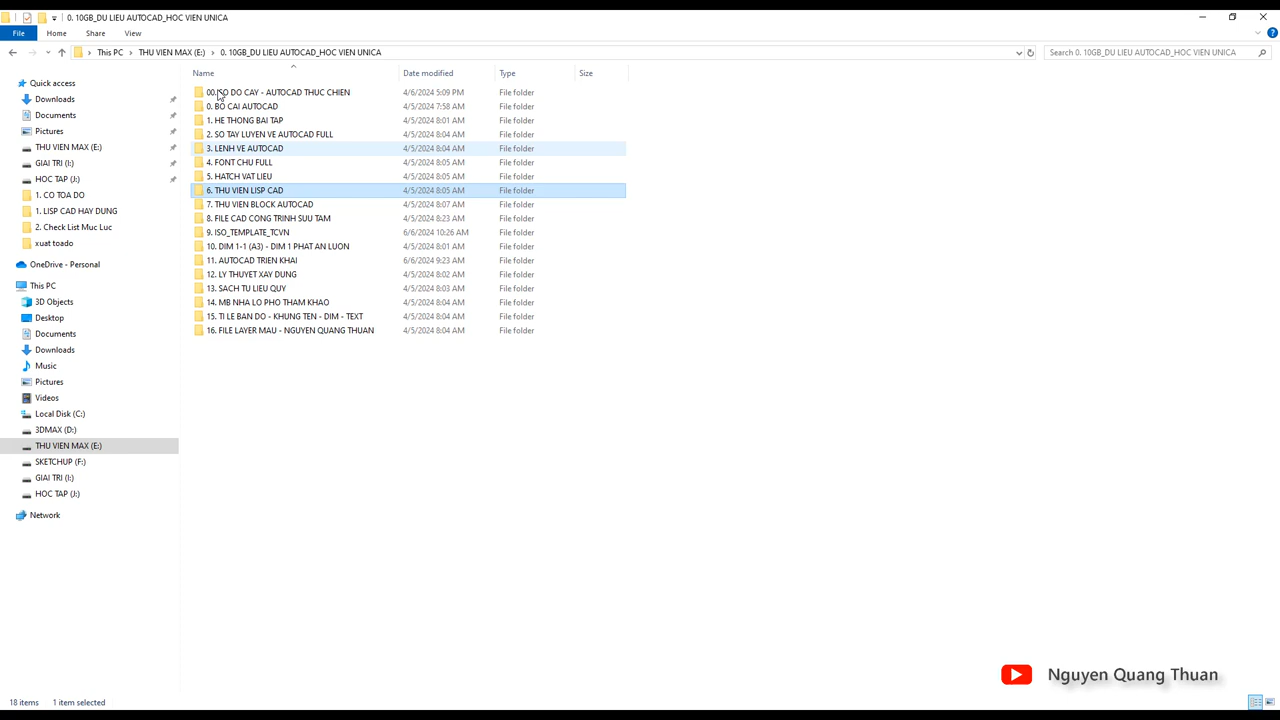 0. 10GB_DU LIEU AUTOCAD_HOC VIEN UNICA
File Home Share View
This PC THU VIEN MAX (E:) 0. 10GB_DU LIEU AUTOCAD_HOC VIEN UNICA Search 0. 10GB_DU LIEU AUTOCAD_HOC VIEN UNICA
Name Date modified Type Size
Quick access
Downloads
Documents
Pictures
THU VIEN MAX (E:)
GIAI TRI (I:)
HOC TAP (J:)
1. CO TOA DO
1. LISP CAD HAY DUNG
2. Check List Muc Luc
xuat toado
OneDrive - Personal
This PC
3D Objects
Desktop
Documents
Downloads
Music
Pictures
Videos
Local Disk (C:)
3DMAX (D:)
THU VIEN MAX (E:)
SKETCHUP (F:)
GIAI TRI (I:)
HOC TAP (J:)
Network
00. SO DO CAY - AUTOCAD THUC CHIEN 4/6/2024 5:09 PM File folder
0. BO CAI AUTOCAD 4/5/2024 7:58 AM File folder
1. HE THONG BAI TAP 4/5/2024 8:01 AM File folder
2. SO TAY LUYEN VE AUTOCAD FULL 4/5/2024 8:04 AM File folder
3. LENH VE AUTOCAD 4/5/2024 8:04 AM File folder
4. FONT CHU FULL 4/5/2024 8:05 AM File folder
5. HATCH VAT LIEU 4/5/2024 8:05 AM File folder
6. THU VIEN LISP CAD 4/5/2024 8:05 AM File folder
7. THU VIEN BLOCK AUTOCAD 4/5/2024 8:07 AM File folder
8. FILE CAD CONG TRINH SUU TAM 4/5/2024 8:23 AM File folder
9. ISO_TEMPLATE_TCVN 6/6/2024 10:26 AM File folder
10. DIM 1-1 (A3) - DIM 1 PHAT AN LUON 4/5/2024 8:01 AM File folder
11. AUTOCAD TRIEN KHAI 6/6/2024 9:23 AM File folder
12. LY THUYET XAY DUNG 4/5/2024 8:02 AM File folder
13. SACH TU LIEU QUY 4/5/2024 8:03 AM File folder
14. MB NHA LO PHO THAM KHAO 4/5/2024 8:04 AM File folder
15. TI LE BAN DO - KHUNG TEN - DIM - TEXT 4/5/2024 8:04 AM File folder
16. FILE LAYER MAU - NGUYEN QUANG THUAN 4/5/2024 8:04 AM File folder
Nguyen Quang Thuan
18 items 1 item selected